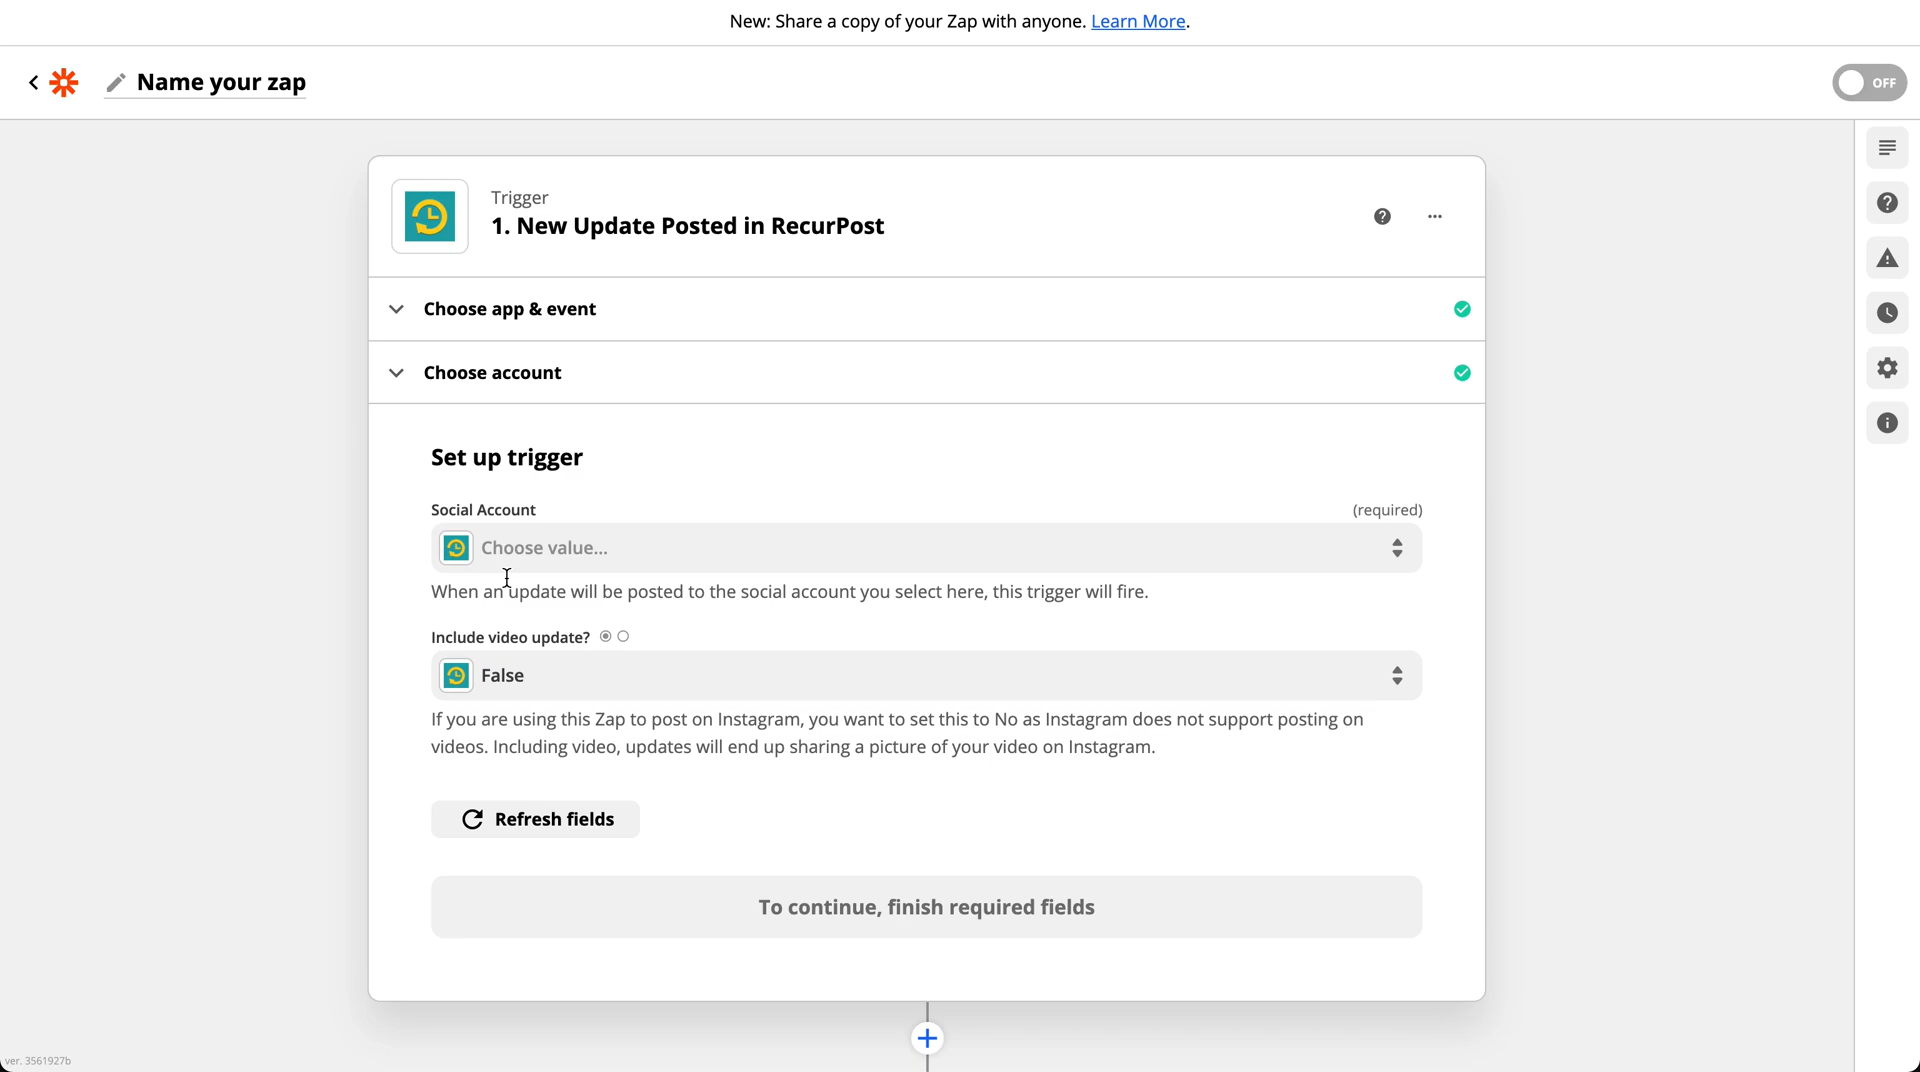 New: Share a copy of your Zap with anyone. Learn More.
Name your zap
OFF
Trigger
1. New Update Posted in RecurPost
Choose app & event
Choose account
Set up trigger
Social Account
(required)
Choose value...
When an update will be posted to the social account you select here, this trigger will fire.
Include video update?
False
If you are using this Zap to post on Instagram, you want to set this to No as Instagram does not support posting on
videos. Including video, updates will end up sharing a picture of your video on Instagram.
Refresh fields
To continue, finish required fields
ver. 3561927b